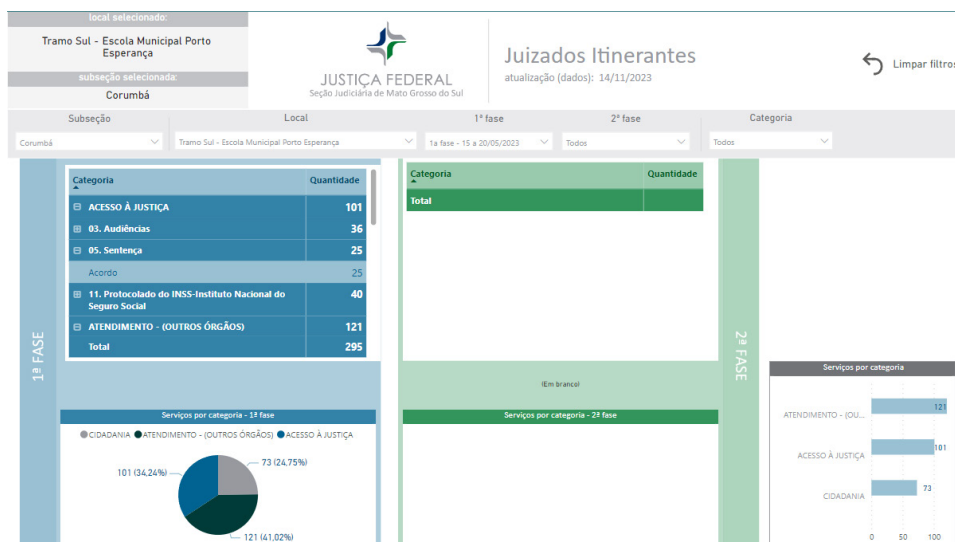 local selecionado:
Tramo Sul - Escola Municipal Porto
Esperança
subseção selecionada:
Corumbá
JUSTIÇA FEDERAL
Seção Judiciária de Mato Grosso do Sul
Juizados Itinerantes
atualização (dados): 14/11/2023
Limpar filtros
Subseção
Local
1ª fase
2ª fase
Categoria
Corumbá
Tramo Sul - Escola Municipal Porto Esperança
1a fase - 15 a 20/05/2023
Todos
Todos
1ª FASE
Categoria Quantidade
ACESSO À JUSTIÇA 101
03. Audiências 36
05. Sentença 25
Acordo 25
11. Protocolado do INSS-Instituto Nacional do
Seguro Social 40
ATENDIMENTO - (OUTROS ÓRGÃOS) 121
Total 295
Serviços por categoria - 1ª fase
CIDADANIA ATENDIMENTO - (OUTROS ÓRGÃOS) ACESSO À JUSTIÇA
73 (24,75%)
101 (34,24%)
121 (41,02%)
Categoria Quantidade
Total
(Em branco)
Serviços por categoria - 2ª fase
2ª FASE
Serviços por categoria
ATENDIMENTO - (OU... 121
ACESSO À JUSTIÇA 101
CIDADANIA 73
0 50 100